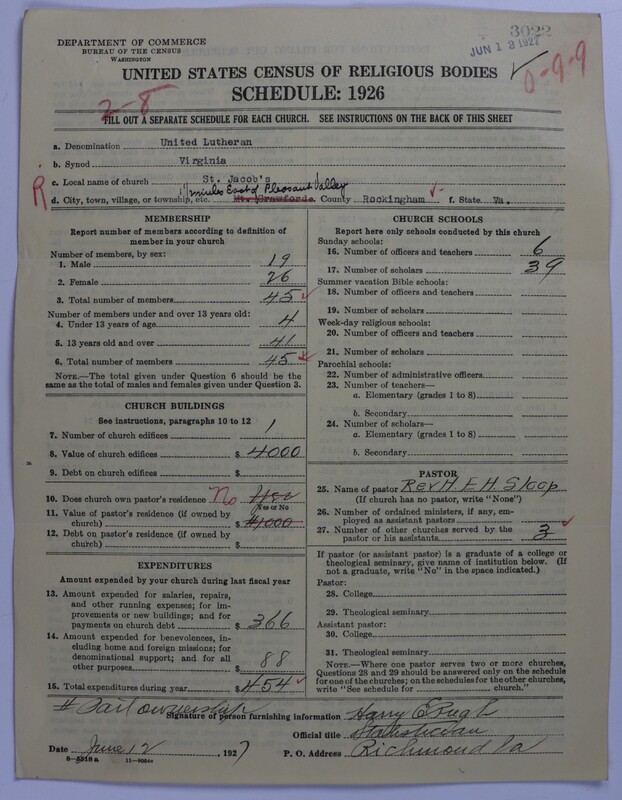 3022
JUN 13 1927
DEPARTMENT OF COMMERCE
BUREAU OF THE CENSUS
WASHINGTON
UNITED STATES CENSUS OF RELIGIOUS BODIES
SCHEDULE: 1926
0-9-9
2-8
FILL OUT A SEPARATE SCHEDULE FOR EACH CHURCH. SEE INSTRUCTIONS ON THE BACK OF THIS SHEET
a. Denomination United Lutheran
b. Synod Virginia
c. Local name of church St. Jacob's
miles East of Pleasant Valley
R
d. City, town, village, or township, etc. Mt. Crawford. County Rockingham f. State Va.
MEMBERSHIP
Report number of members according to definition of
member in your church
Number of members, by sex:
1. Male 19
2. Female 26
3. Total number of members 45
Number of members under and over 13 years old:
4. Under 13 years of age 4
5. 13 years old and over 41
6. Total number of members 45
NOTE.—The total given under Question 6 should be the
same as the total of males and females given under Question 3.
CHURCH BUILDINGS
See instructions, paragraphs 10 to 12
7. Number of church edifices 1
8. Value of church edifices $ 4000
9. Debt on church edifices $
10. Does church own pastor's residence No Yes
Yes or No
11. Value of pastor's residence (if owned by
church) $ #1000
12. Debt on pastor's residence (if owned by
church) $
EXPENDITURES
Amount expended by your church during last fiscal year
13. Amount expended for salaries, repairs,
and other running expenses; for im-
provements or new buildings; and for
payments on church debt $ 366
14. Amount expended for benevolences, in-
cluding home and foreign missions; for
denominational support; and for all
other purposes $ 88
15. Total expenditures during year $ 454
CHURCH SCHOOLS
Report here only schools conducted by this church
Sunday schools:
16. Number of officers and teachers 6
17. Number of scholars 39
Summer vacation Bible schools:
18. Number of officers and teachers
19. Number of scholars
Week-day religious schools:
20. Number of officers and teachers
21. Number of scholars
Parochial schools:
22. Number of administrative officers
23. Number of teachers—
a. Elementary (grades 1 to 8)
b. Secondary
24. Number of scholars—
a. Elementary (grades 1 to 8)
b. Secondary
PASTOR
25. Name of pastor Rev. H. E. H. Sloop
(If church has no pastor, write "None")
26. Number of ordained ministers, if any, em-
ployed as assistant pastors
27. Number of other churches served by the
pastor or his assistants 3
If pastor (or assistant pastor) is a graduate of a college or
theological seminary, give name of institution below. (If
not a graduate, write "No" in the space indicated.)
Pastor:
28. College
29. Theological seminary
Assistant pastor:
30. College
31. Theological seminary
NOTE.—Where one pastor serves two or more churches,
Questions 28 and 29 should be answered only on the schedule
for one of the churches; on the schedules for the other churches,
write "See schedule for church."
# Part ownership
Signature of person furnishing information Harry E Pugh
Official title Statistician
Date June 12, 1927 P. O. Address Richmond Va
8—5518a 11—9054